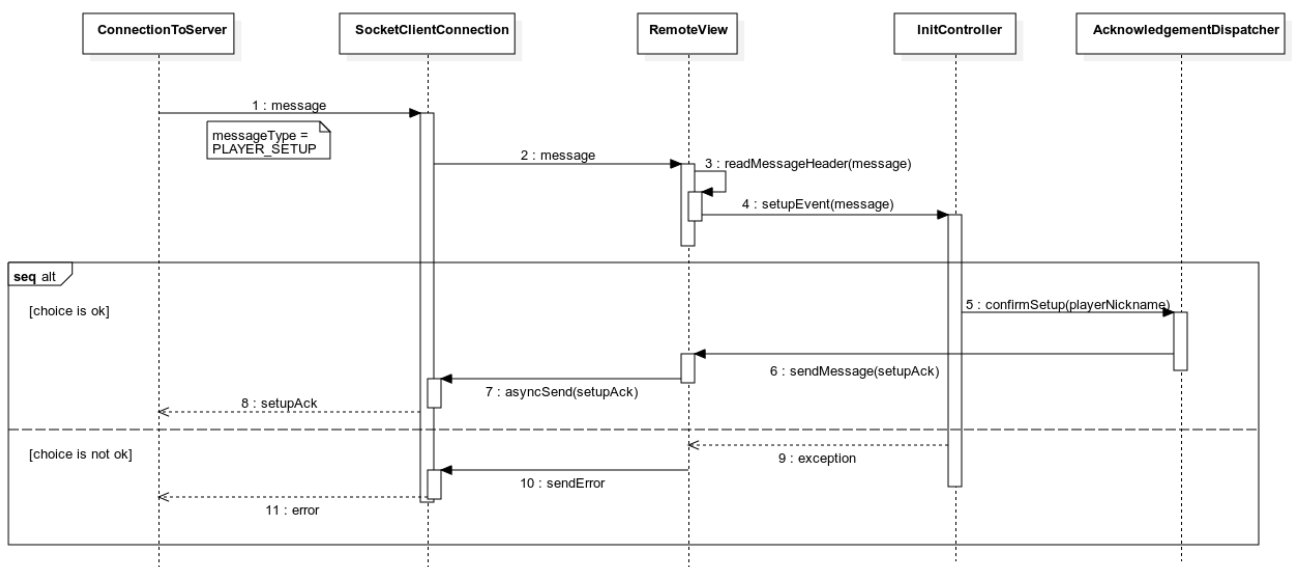 ConnectionToServer
SocketClientConnection
RemoteView
InitController
AcknowledgementDispatcher
1 : message
messageType =
PLAYER_SETUP
2 : message
3 : readMessageHeader(message)
4 : setupEvent(message)
seq alt
[choice is ok]
5 : confirmSetup(playerNickname)
6 : sendMessage(setupAck)
7 : asyncSend(setupAck)
8 : setupAck
[choice is not ok]
9 : exception
10 : sendError
11 : error